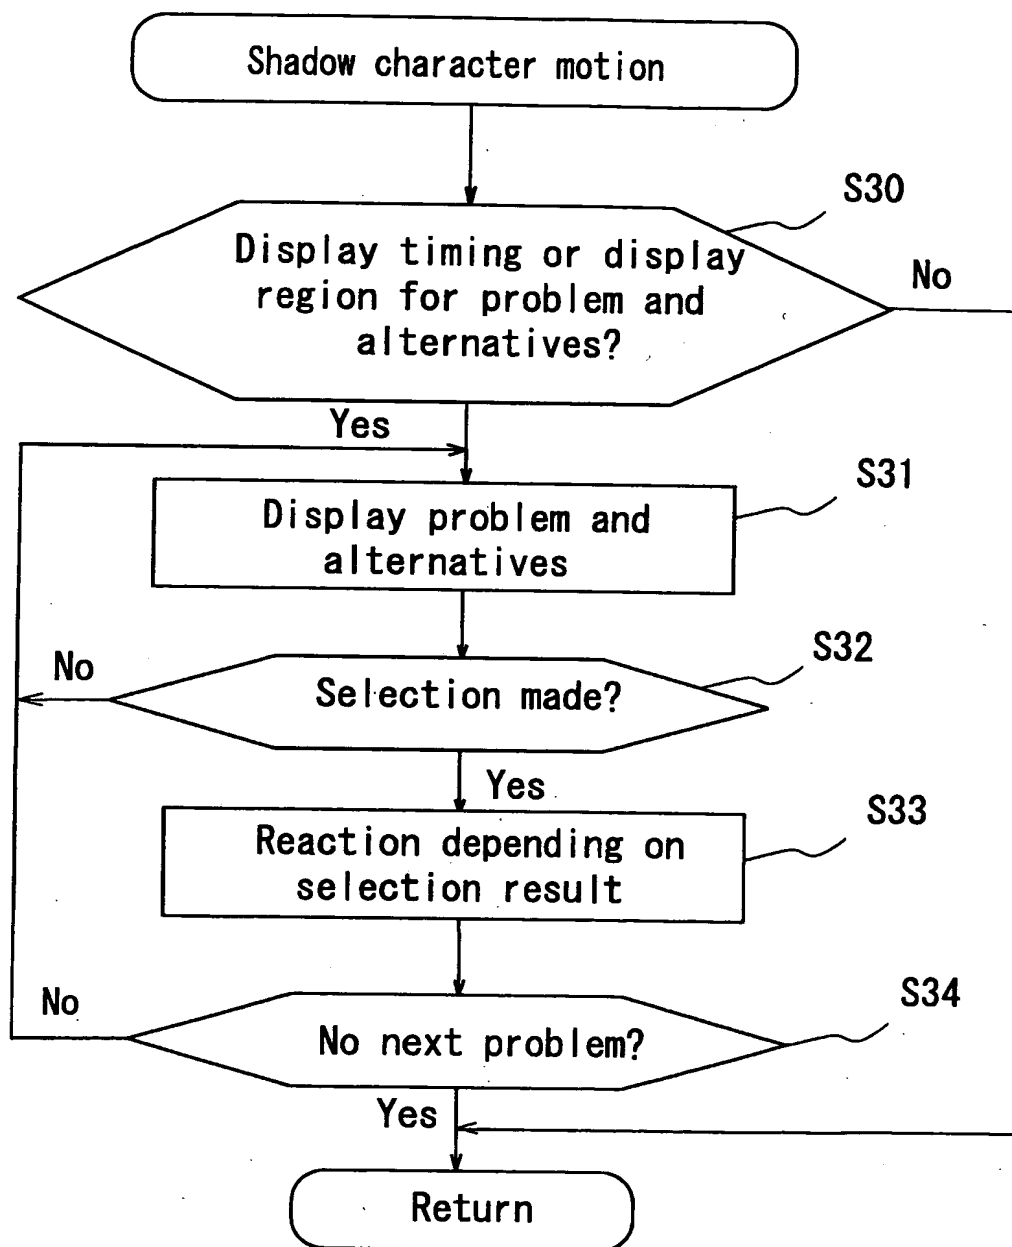 Shadow character motion
S30
Display timing or display
region for problem and
alternatives?
No
Yes
S31
Display problem and
alternatives
S32
No
Selection made?
Yes
S33
Reaction depending on
selection result
S34
No
No next problem?
Yes
Return